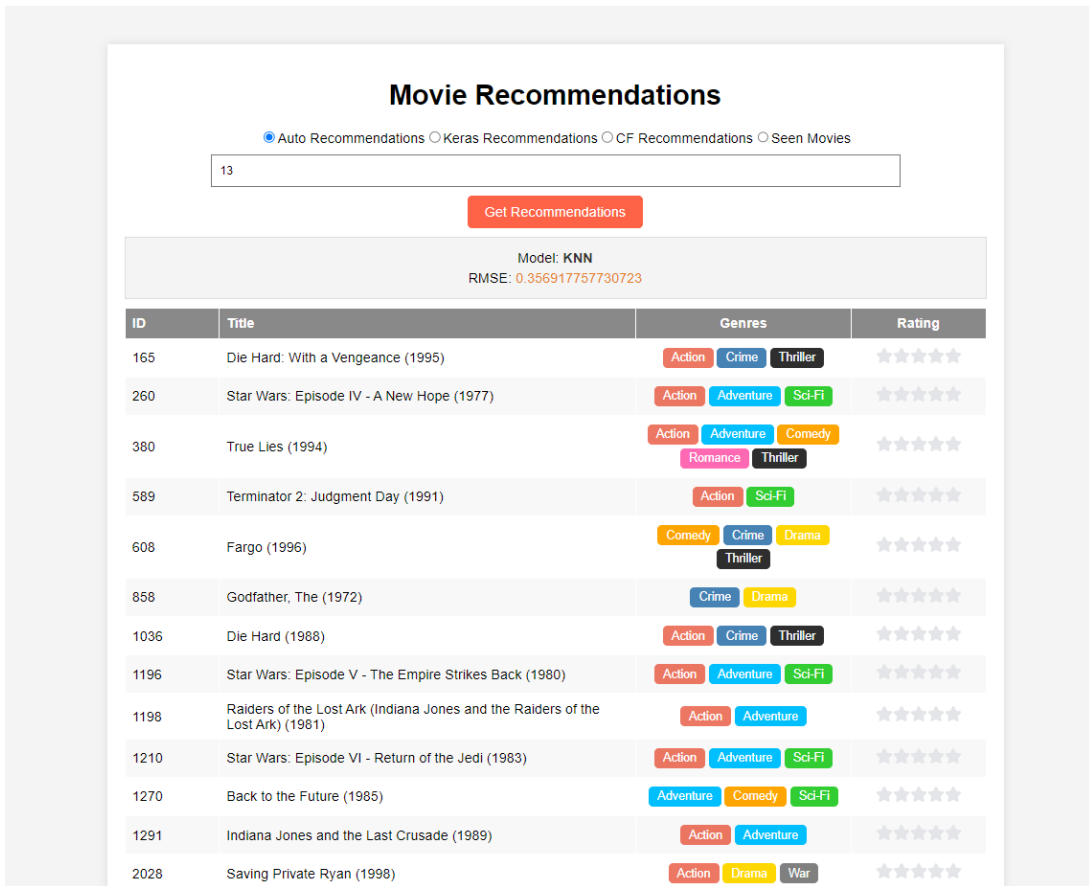 Movie Recommendations
Auto Recommendations Keras Recommendations CF Recommendations Seen Movies
13
Get Recommendations
Model: KNN
RMSE: 0.356917757730723
ID Title Genres Rating
165 Die Hard: With a Vengeance (1995) Action Crime Thriller
260 Star Wars: Episode IV - A New Hope (1977) Action Adventure Sci-Fi
380 True Lies (1994) Action Adventure Comedy
Romance Thriller
589 Terminator 2: Judgment Day (1991) Action Sci-Fi
608 Fargo (1996) Comedy Crime Drama
Thriller
858 Godfather, The (1972) Crime Drama
1036 Die Hard (1988) Action Crime Thriller
1196 Star Wars: Episode V - The Empire Strikes Back (1980) Action Adventure Sci-Fi
1198 Raiders of the Lost Ark (Indiana Jones and the Raiders of the
Lost Ark) (1981) Action Adventure
1210 Star Wars: Episode VI - Return of the Jedi (1983) Action Adventure Sci-Fi
1270 Back to the Future (1985) Adventure Comedy Sci-Fi
1291 Indiana Jones and the Last Crusade (1989) Action Adventure
2028 Saving Private Ryan (1998) Action Drama War